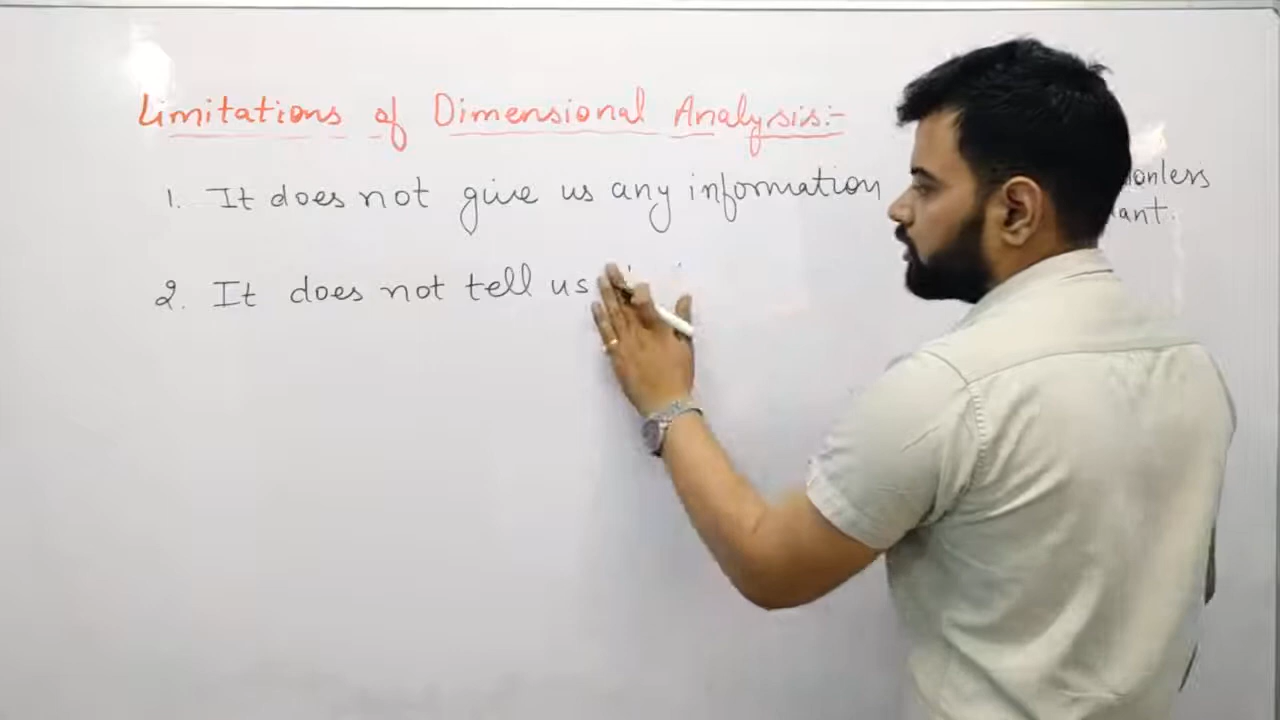 Limitations of Dimensional Analysis:-
1. It does not give us any information
2. It does not tell us